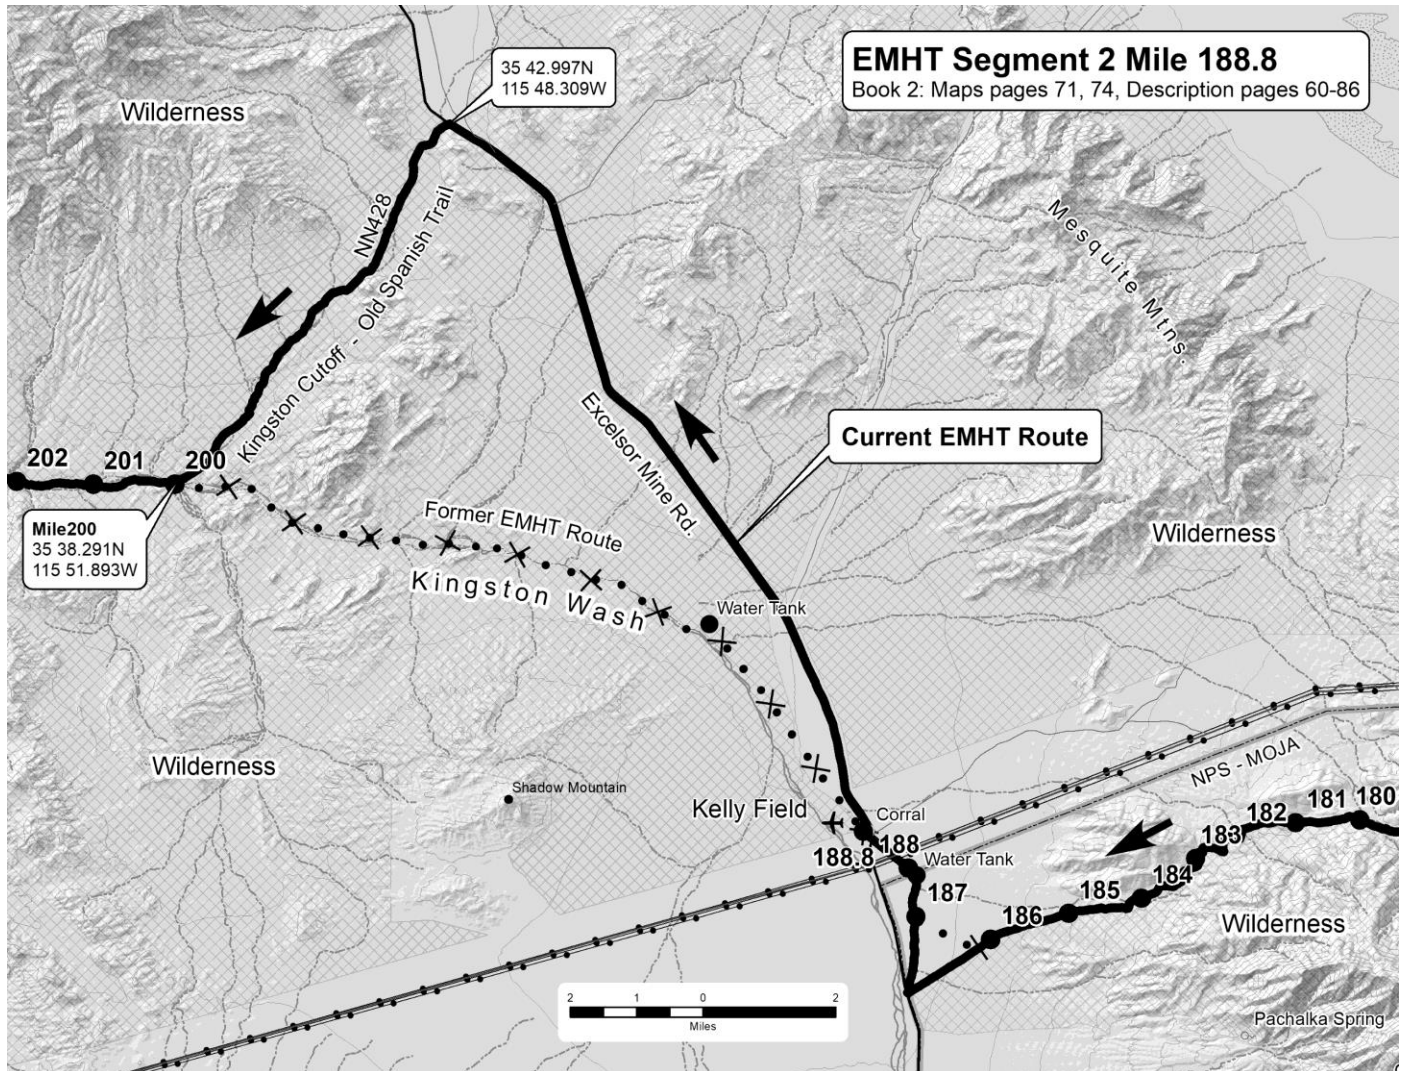 EMHT Segment 2 Mile 188.8
Book 2: Maps pages 71, 74, Description pages 60-86
35 42.997N
115 48.309W
Wilderness
NN428
Kingston Cutoff - Old Spanish Trail
Mesquite Mtns.
Excelsor Mine Rd.
Current EMHT Route
202
201
200
Mile200
35 38.291N
115 51.893W
Former EMHT Route
Kingston Wash
Wilderness
Water Tank
Wilderness
Shadow Mountain
NPS - MOJA
Kelly Field
Corral
188.8
188
Water Tank
187
186
185
184
183
182
181
180
Wilderness
Pachalka Spring
2
1
0
2
Miles